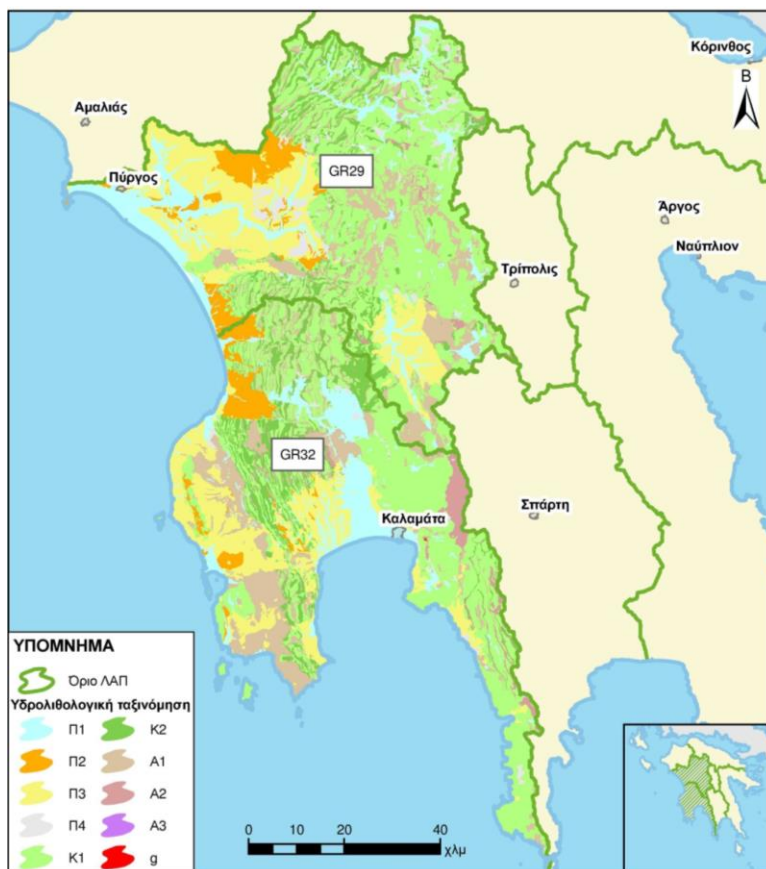 Κόρινθος
Β
Αμαλιάς
Πύργος
GR29
Άργος
Ναύπλιον
Τρίπολις
GR32
Καλαμάτα
Σπάρτη
ΥΠΟΜΝΗΜΑ
Όριο ΛΑΠ
Υδρολιθολογική ταξινόμηση
Π1 Κ2
Π2 Α1
Π3 Α2
Π4 Α3
Κ1 g
0 10 20 40
χλμ